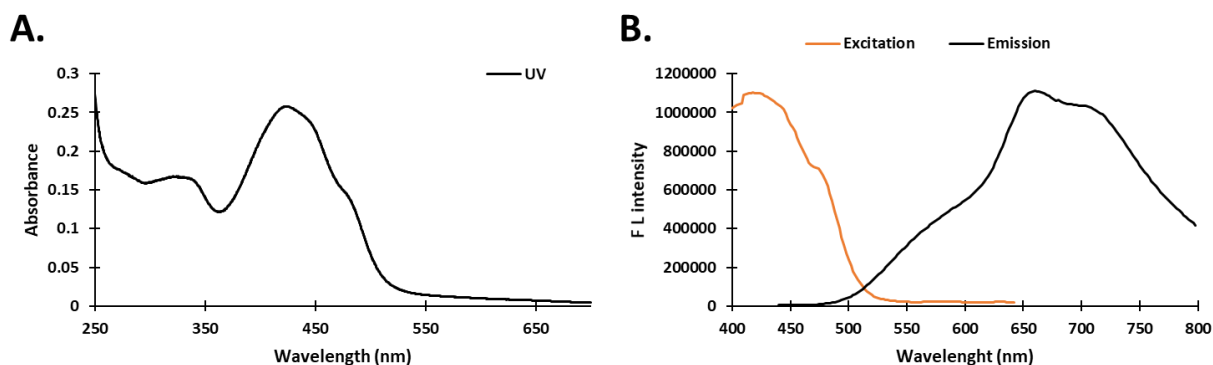 A.
UV
Absorbance
0.3
0.25
0.2
0.15
0.1
0.05
0
250 350 450 550 650
Wavelength (nm)
B.
Excitation Emission
F L intensity
1200000
1000000
800000
600000
400000
200000
0
400 450 500 550 600 650 700 750 800
Wavelenght (nm)